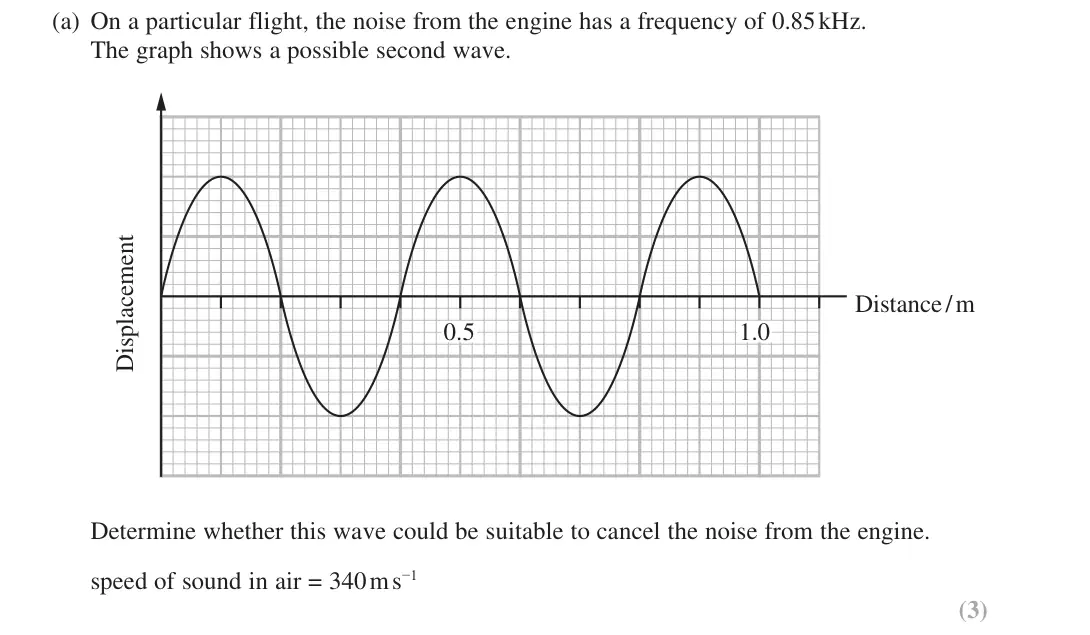 (a) On a particular flight, the noise from the engine has a frequency of 0.85 kHz.
The graph shows a possible second wave.
Displacement
0.5
1.0
Distance / m
Determine whether this wave could be suitable to cancel the noise from the engine.
speed of sound in air = 340 m s⁻¹
(3)